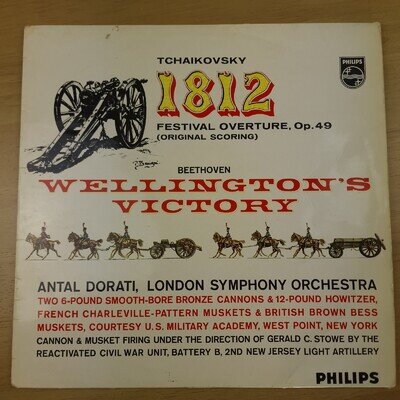 TCHAIKOVSKY
PHILIPS
1812
FESTIVAL OVERTURE, Op.49
(ORIGINAL SCORING)
BEETHOVEN
WELLINGTON'S
VICTORY
ANTAL DORATI, LONDON SYMPHONY ORCHESTRA
TWO 6-POUND SMOOTH-BORE BRONZE CANNONS & 12-POUND HOWITZER,
FRENCH CHARLEVILLE-PATTERN MUSKETS & BRITISH BROWN BESS
MUSKETS, COURTESY U.S. MILITARY ACADEMY, WEST POINT, NEW YORK
CANNON & MUSKET FIRING UNDER THE DIRECTION OF GERALD C. STOWE BY THE
REACTIVATED CIVIL WAR UNIT, BATTERY B, 2ND NEW JERSEY LIGHT ARTILLERY
PHILIPS